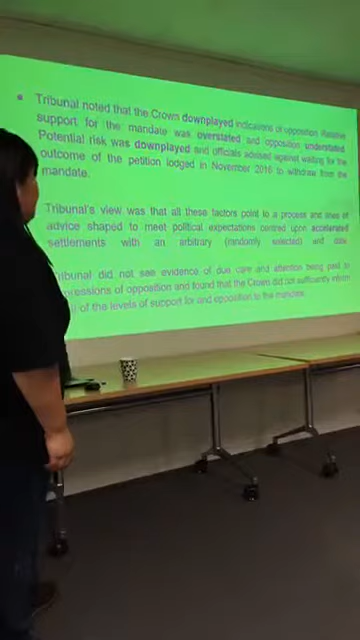 • Tribunal noted that the Crown downplayed indications of opposition. Relative
support for the mandate was overstated and opposition understated.
Potential risk was downplayed and officials advised against waiting for the
outcome of the petition lodged in November 2016 to withdraw from the
mandate.
Tribunal's view was that all these factors point to a process and lines of
advice shaped to meet political expectations centred upon accelerated
settlements with an arbitrary (randomly selected) end date.
Tribunal did not see evidence of due care and attention being paid to
expressions of opposition and found that the Crown did not sufficiently inform
of the levels of support for and opposition to the mandate.